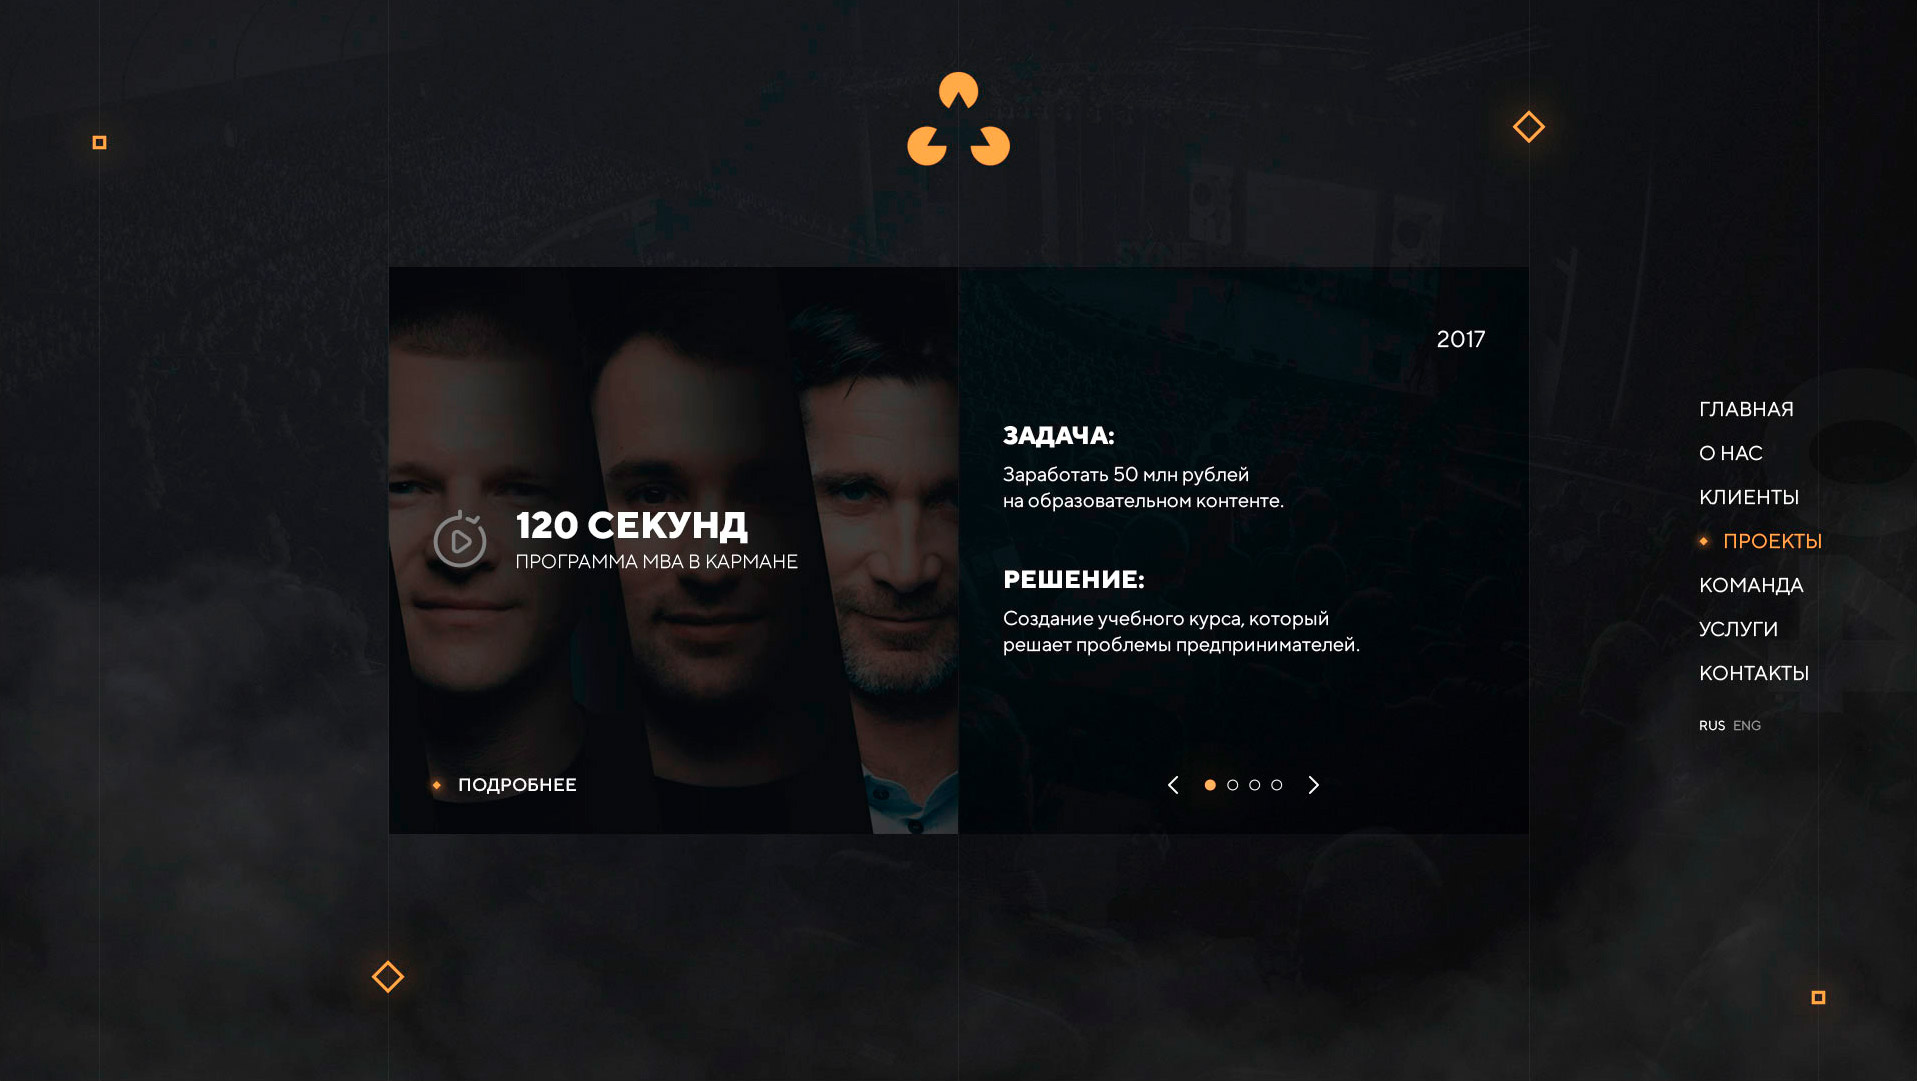 2017
120 СЕКУНД
ПРОГРАММА МВА В КАРМАНЕ
ПОДРОБНЕЕ
ЗАДАЧА:
Заработать 50 млн рублей
на образовательном контенте.
РЕШЕНИЕ:
Создание учебного курса, который
решает проблемы предпринимателей.
ГЛАВНАЯ
О НАС
КЛИЕНТЫ
ПРОЕКТЫ
КОМАНДА
УСЛУГИ
КОНТАКТЫ
RUS ENG